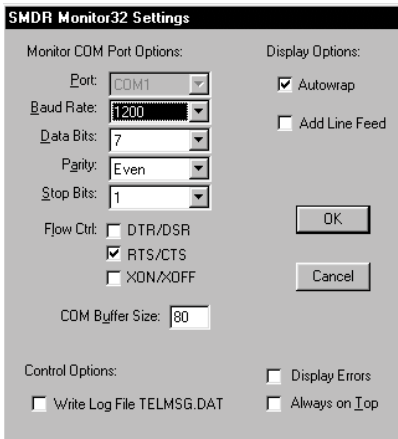 SMDR Monitor32 Settings
Monitor COM Port Options:
Port: COM1
Baud Rate: 1200
Data Bits: 7
Parity: Even
Stop Bits: 1
Flow Ctrl: DTR/DSR
RTS/CTS
XON/XOFF
COM Buffer Size: 80
Display Options:
Autowrap
Add Line Feed
OK
Cancel
Control Options:
Write Log File TELMSG.DAT
Display Errors
Always on Top